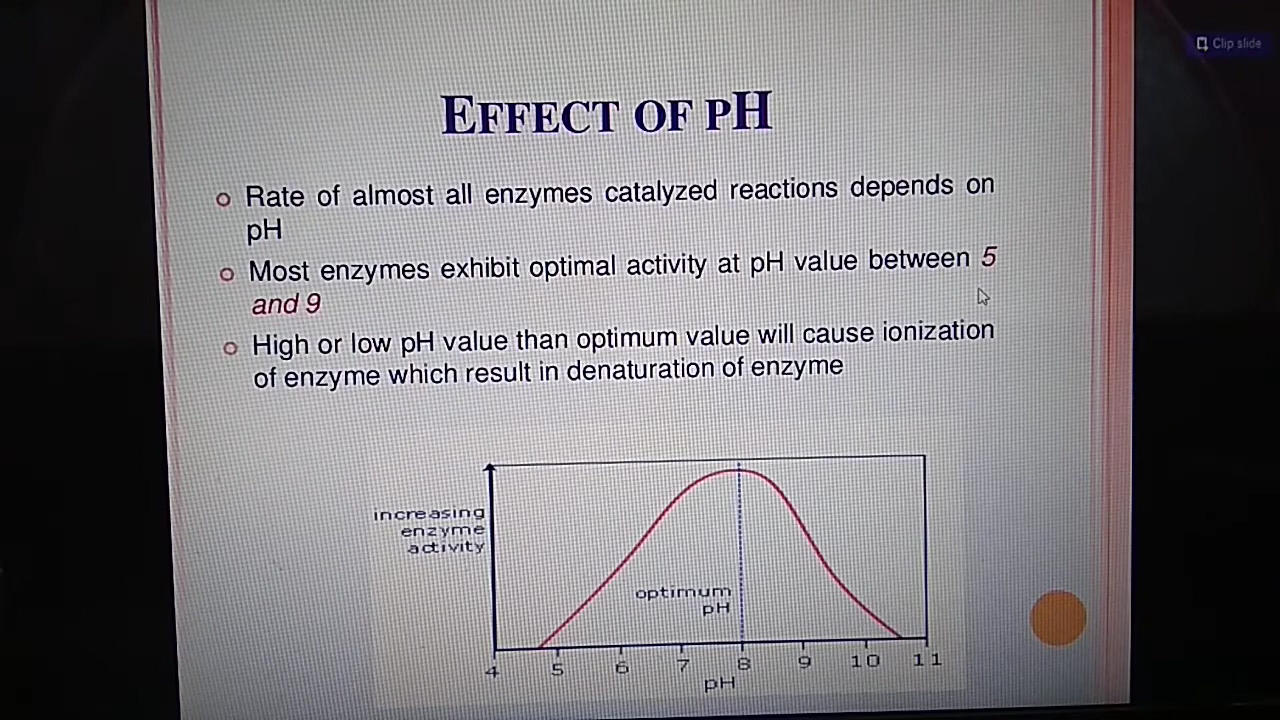 Clip slide
EFFECT OF pH
Rate of almost all enzymes catalyzed reactions depends on
pH
Most enzymes exhibit optimal activity at pH value between 5
and 9
High or low pH value than optimum value will cause ionization
of enzyme which result in denaturation of enzyme
increasing
enzyme
activity
optimum
pH
4 5 6 7 8 9 10 11
pH